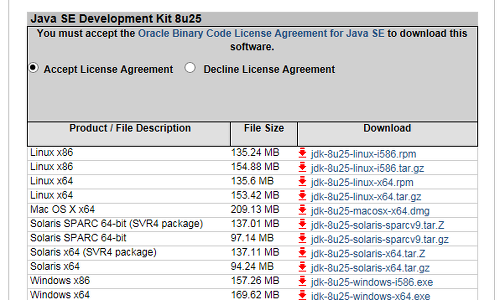 Java SE Development Kit 8u25
You must accept the Oracle Binary Code License Agreement for Java SE to download this
software.
Accept License Agreement Decline License Agreement
Product / File Description File Size Download
Linux x86 135.24 MB jdk-8u25-linux-i586.rpm
Linux x86 154.88 MB jdk-8u25-linux-i586.tar.gz
Linux x64 135.6 MB jdk-8u25-linux-x64.rpm
Linux x64 153.42 MB jdk-8u25-linux-x64.tar.gz
Mac OS X x64 209.13 MB jdk-8u25-macosx-x64.dmg
Solaris SPARC 64-bit (SVR4 package) 137.01 MB jdk-8u25-solaris-sparcv9.tar.Z
Solaris SPARC 64-bit 97.14 MB jdk-8u25-solaris-sparcv9.tar.gz
Solaris x64 (SVR4 package) 137.11 MB jdk-8u25-solaris-x64.tar.Z
Solaris x64 94.24 MB jdk-8u25-solaris-x64.tar.gz
Windows x86 157.26 MB jdk-8u25-windows-i586.exe
Windows x64 169.62 MB jdk-8u25-windows-x64.exe